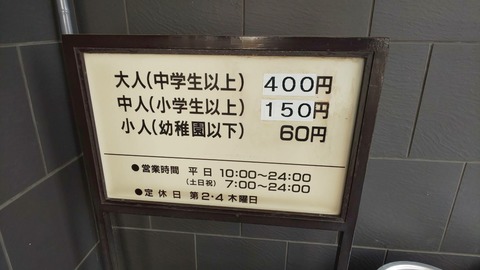 大人(中学生以上) 400円
中人(小学生以上) 150円
小人(幼稚園以下) 60円
●営業時間 平日 10:00~24:00
(土日祝) 7:00~24:00
●定休日 第2・4木曜日